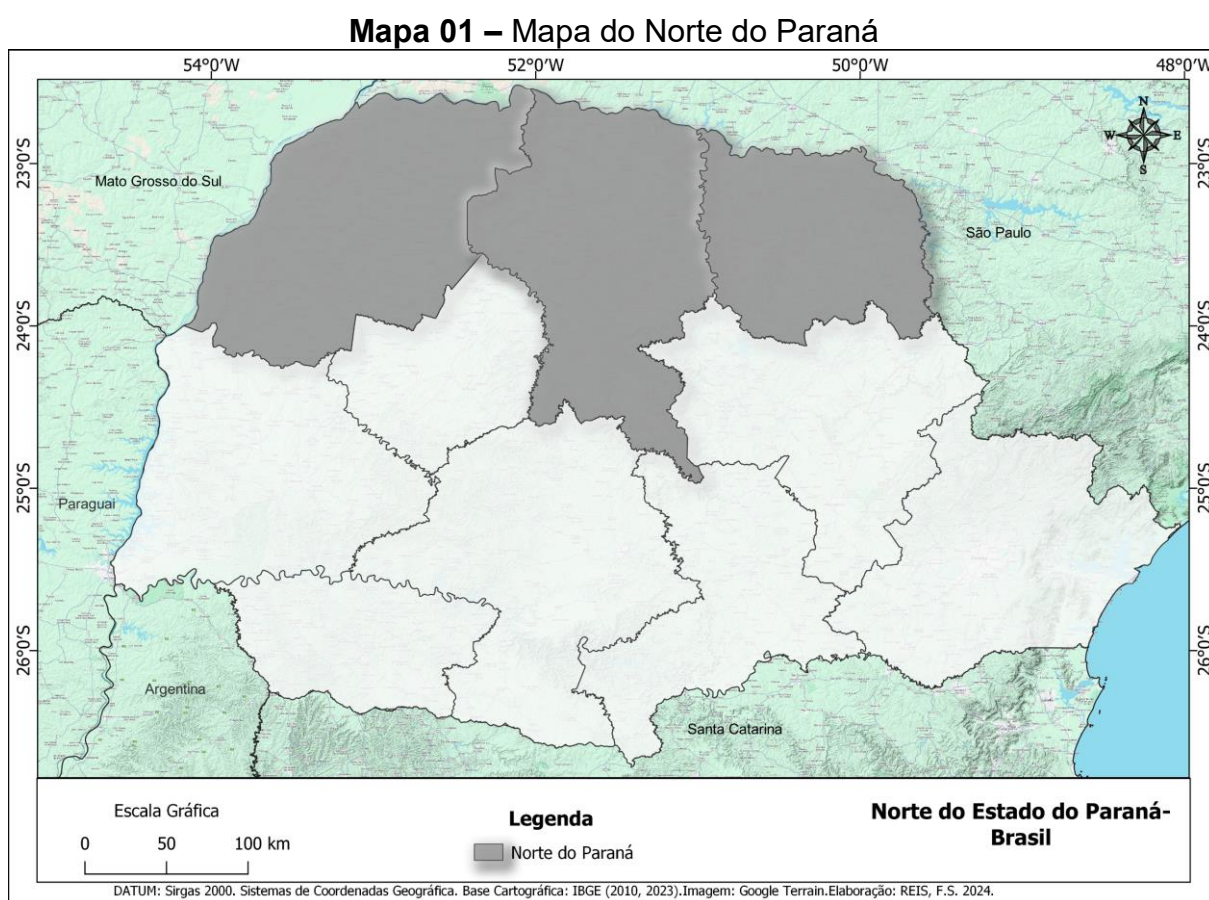 Mapa 01 – Mapa do Norte do Paraná
54°0'W 52°0'W 50°0'W 48°0'W
N
W E
S
23°0'S 23°0'S
Mato Grosso do Sul
São Paulo
24°0'S 24°0'S
25°0'S 25°0'S
Paraguai
26°0'S 26°0'S
Argentina
Santa Catarina
Escala Gráfica
0 50 100 km
Legenda
Norte do Paraná
Norte do Estado do Paraná-
Brasil
DATUM: Sirgas 2000. Sistemas de Coordenadas Geográfica. Base Cartográfica: IBGE (2010, 2023).Imagem: Google Terrain.Elaboração: REIS, F.S. 2024.